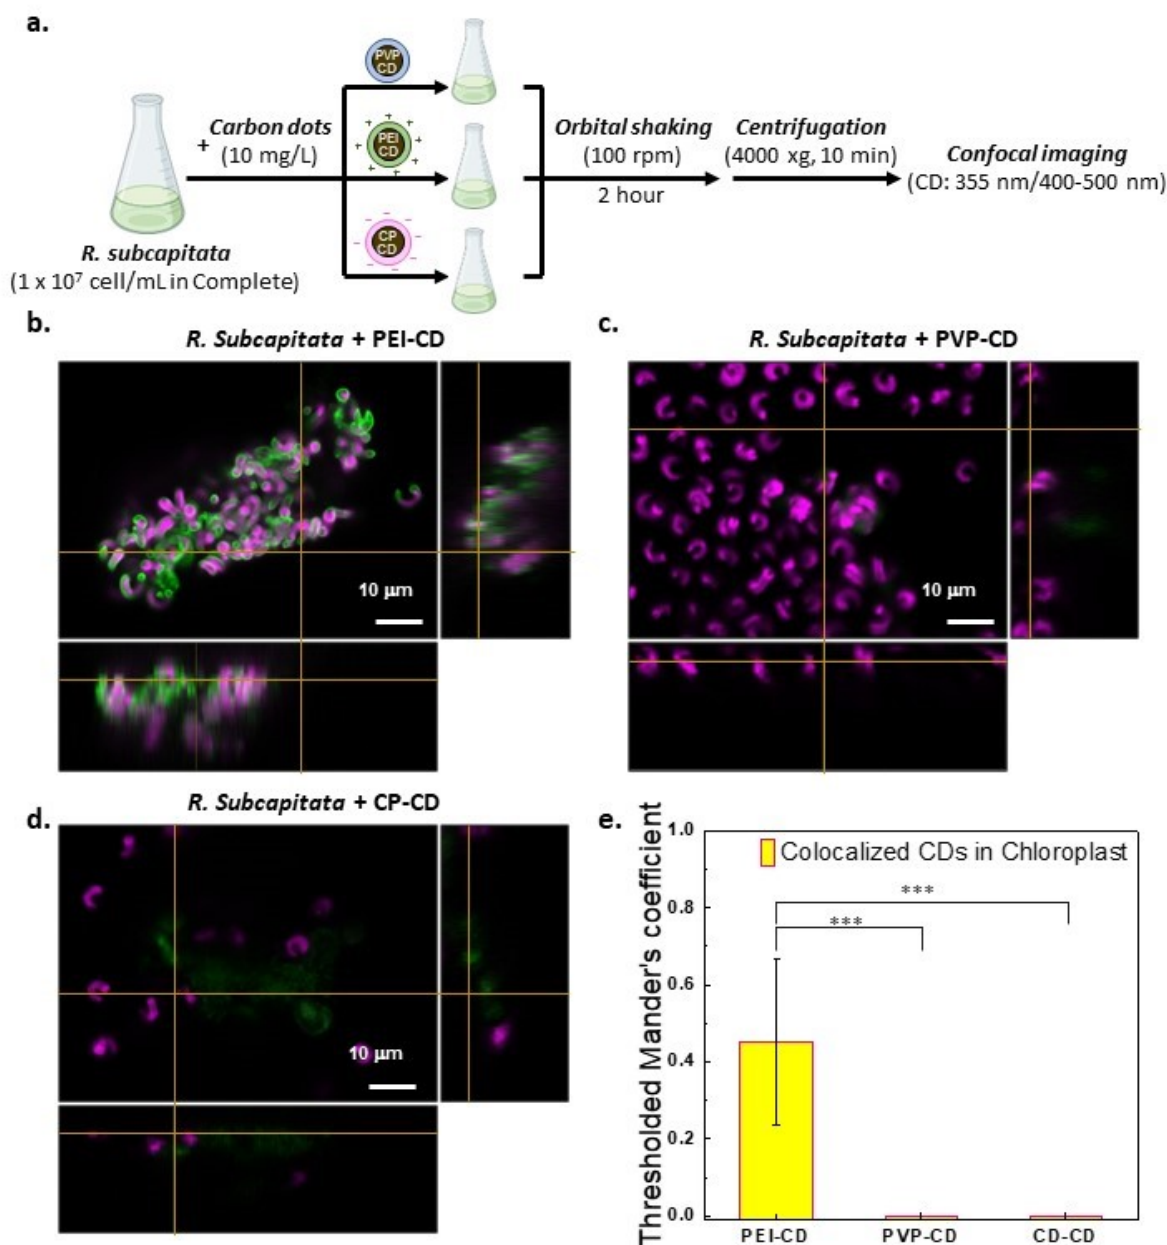 a.
PVP
CD
Carbon dots
+
(10 mg/L)
PEI
CD
+ + + + + + + +
CP
CD
− − − − − − − −
Orbital shaking
(100 rpm)
2 hour
Centrifugation
(4000 xg, 10 min)
Confocal imaging
(CD: 355 nm/400-500 nm)
R. subcapitata
(1 x 10⁷ cell/mL in Complete)
b.
R. Subcapitata + PEI-CD
10 µm
c.
R. Subcapitata + PVP-CD
10 µm
d.
R. Subcapitata + CP-CD
10 µm
e.
Thresholded Mander's coefficient
1.0
0.8
0.6
0.4
0.2
0.0
Colocalized CDs in Chloroplast
***
***
PEI-CD
PVP-CD
CD-CD